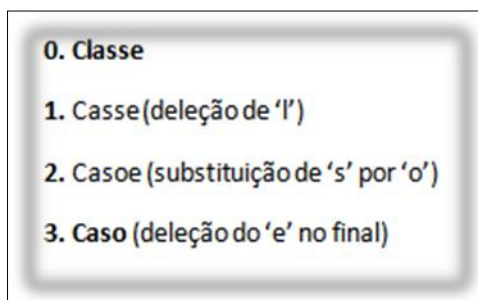 0. Classe
1. Casse (deleção de 'l')
2. Casoe (substituição de 's' por 'o')
3. Caso (deleção do 'e' no final)